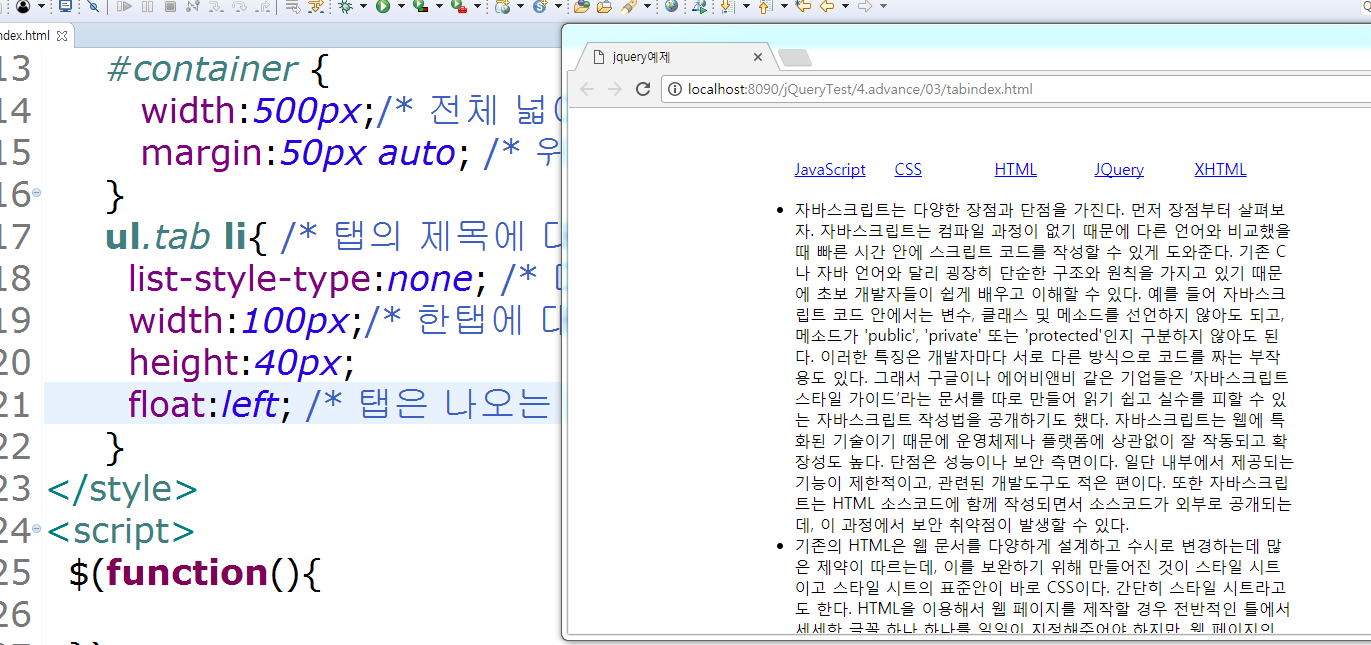 ndex.html
13 #container {
14 width:500px;/* 전체
15 margin:50px auto; /*
16 }
17 ul.tab li{ /* 탭의 제목에
18 list-style-type:none; /*
19 width:100px;/* 한탭에
20 height:40px;
21 float:left; /* 탭은 나오는
22 }
23 </style>
24 <script>
25 $(function(){
26
jquery예제
localhost:8090/jQueryTest/4.advance/03/tabindex.html
JavaScript CSS HTML JQuery XHTML
자바스크립트는 다양한 장점과 단점을 가진다. 먼저 장점부터 살펴보
자. 자바스크립트는 컴파일 과정이 없기 때문에 다른 언어와 비교했을
때 빠른 시간 안에 스크립트 코드를 작성할 수 있게 도와준다. 기존 C
나 자바 언어와 달리 굉장히 단순한 구조와 원칙을 가지고 있기 때문
에 초보 개발자들이 쉽게 배우고 이해할 수 있다. 예를 들어 자바스크
립트 코드 안에서는 변수, 클래스 및 메소드를 선언하지 않아도 되고,
메소드가 'public', 'private' 또는 'protected'인지 구분하지 않아도 된
다. 이러한 특징은 개발자마다 서로 다른 방식으로 코드를 짜는 부작
용도 있다. 그래서 구글이나 에어비앤비 같은 기업들은 ‘자바스크립트
스타일 가이드’라는 문서를 따로 만들어 읽기 쉽고 실수를 피할 수 있
는 자바스크립트 작성법을 공개하기도 했다. 자바스크립트는 웹에 특
화된 기술이기 때문에 운영체제나 플랫폼에 상관없이 잘 작동되고 확
장성도 높다. 단점은 성능이나 보안 측면이다. 일단 내부에서 제공되는
기능이 제한적이고, 관련된 개발도구도 적은 편이다. 또한 자바스크립
트는 HTML 소스코드에 함께 작성되면서 소스코드가 외부로 공개되는
데, 이 과정에서 보안 취약점이 발생할 수 있다.
기존의 HTML은 웹 문서를 다양하게 설계하고 수시로 변경하는데 많
은 제약이 따르는데, 이를 보완하기 위해 만들어진 것이 스타일 시트
이고 스타일 시트의 표준안이 바로 CSS이다. 간단히 스타일 시트라고
도 한다. HTML을 이용해서 웹 페이지를 제작할 경우 전반적인 틀에서
세세한 글꼴 하나 하나를 일일이 지정해주어야 하지만, 웹 페이지의